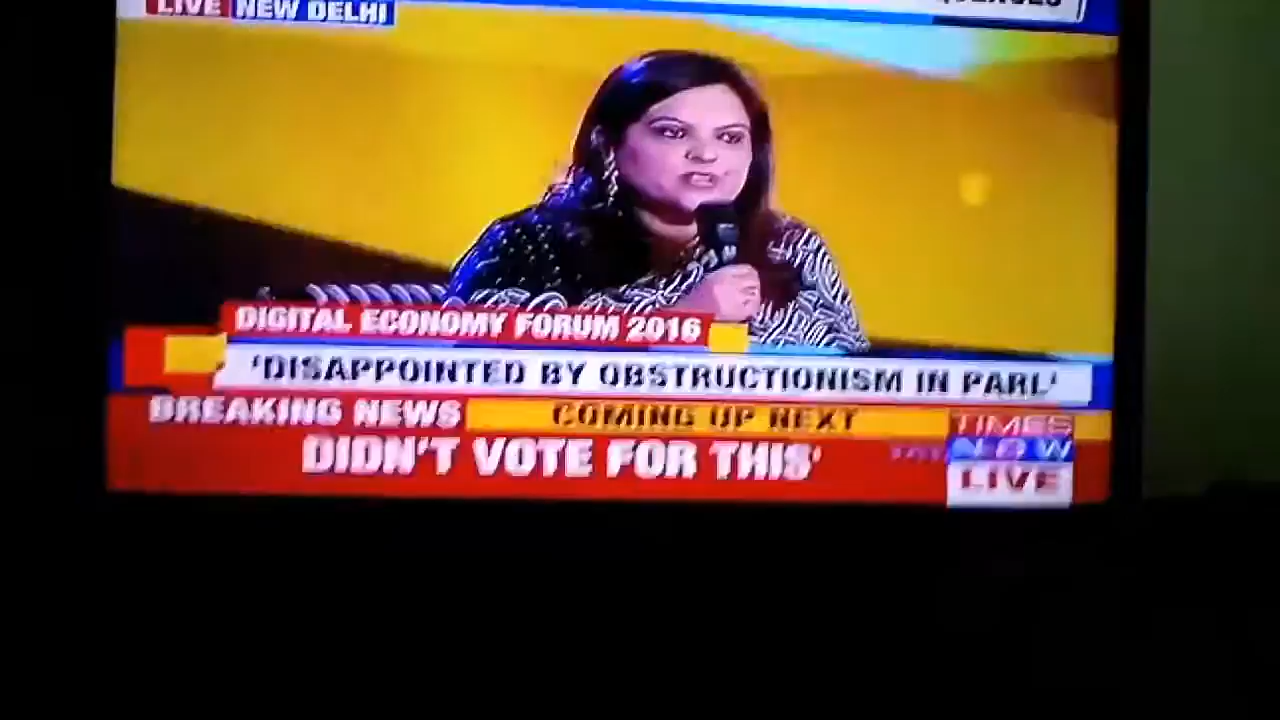 LIVE NEW DELHI
DIGITAL ECONOMY FORUM 2016
'DISAPPOINTED BY OBSTRUCTIONISM IN PARL'
BREAKING NEWS COMING UP NEXT
DIDN'T VOTE FOR THIS'
TIMES
NOW
LIVE